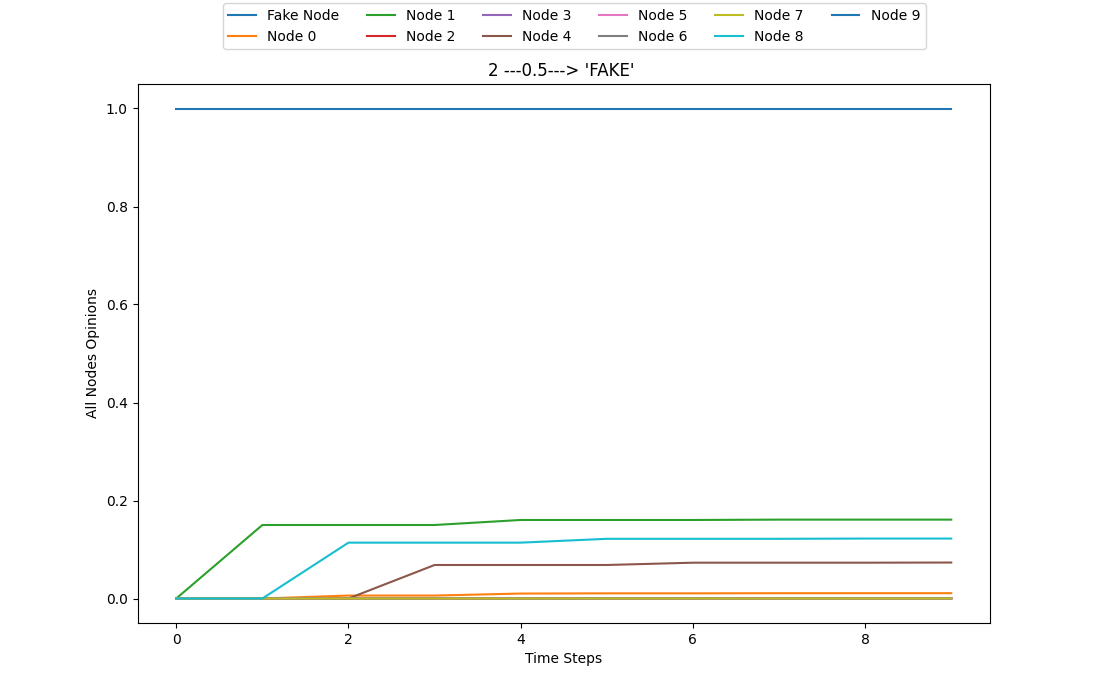 Fake Node Node 1 Node 3 Node 5 Node 7 Node 9
Node 0 Node 2 Node 4 Node 6 Node 8
2 ---0.5---> 'FAKE'
1.0
0.8
0.6
0.4
0.2
0.0
All Nodes Opinions
0 2 4 6 8
Time Steps